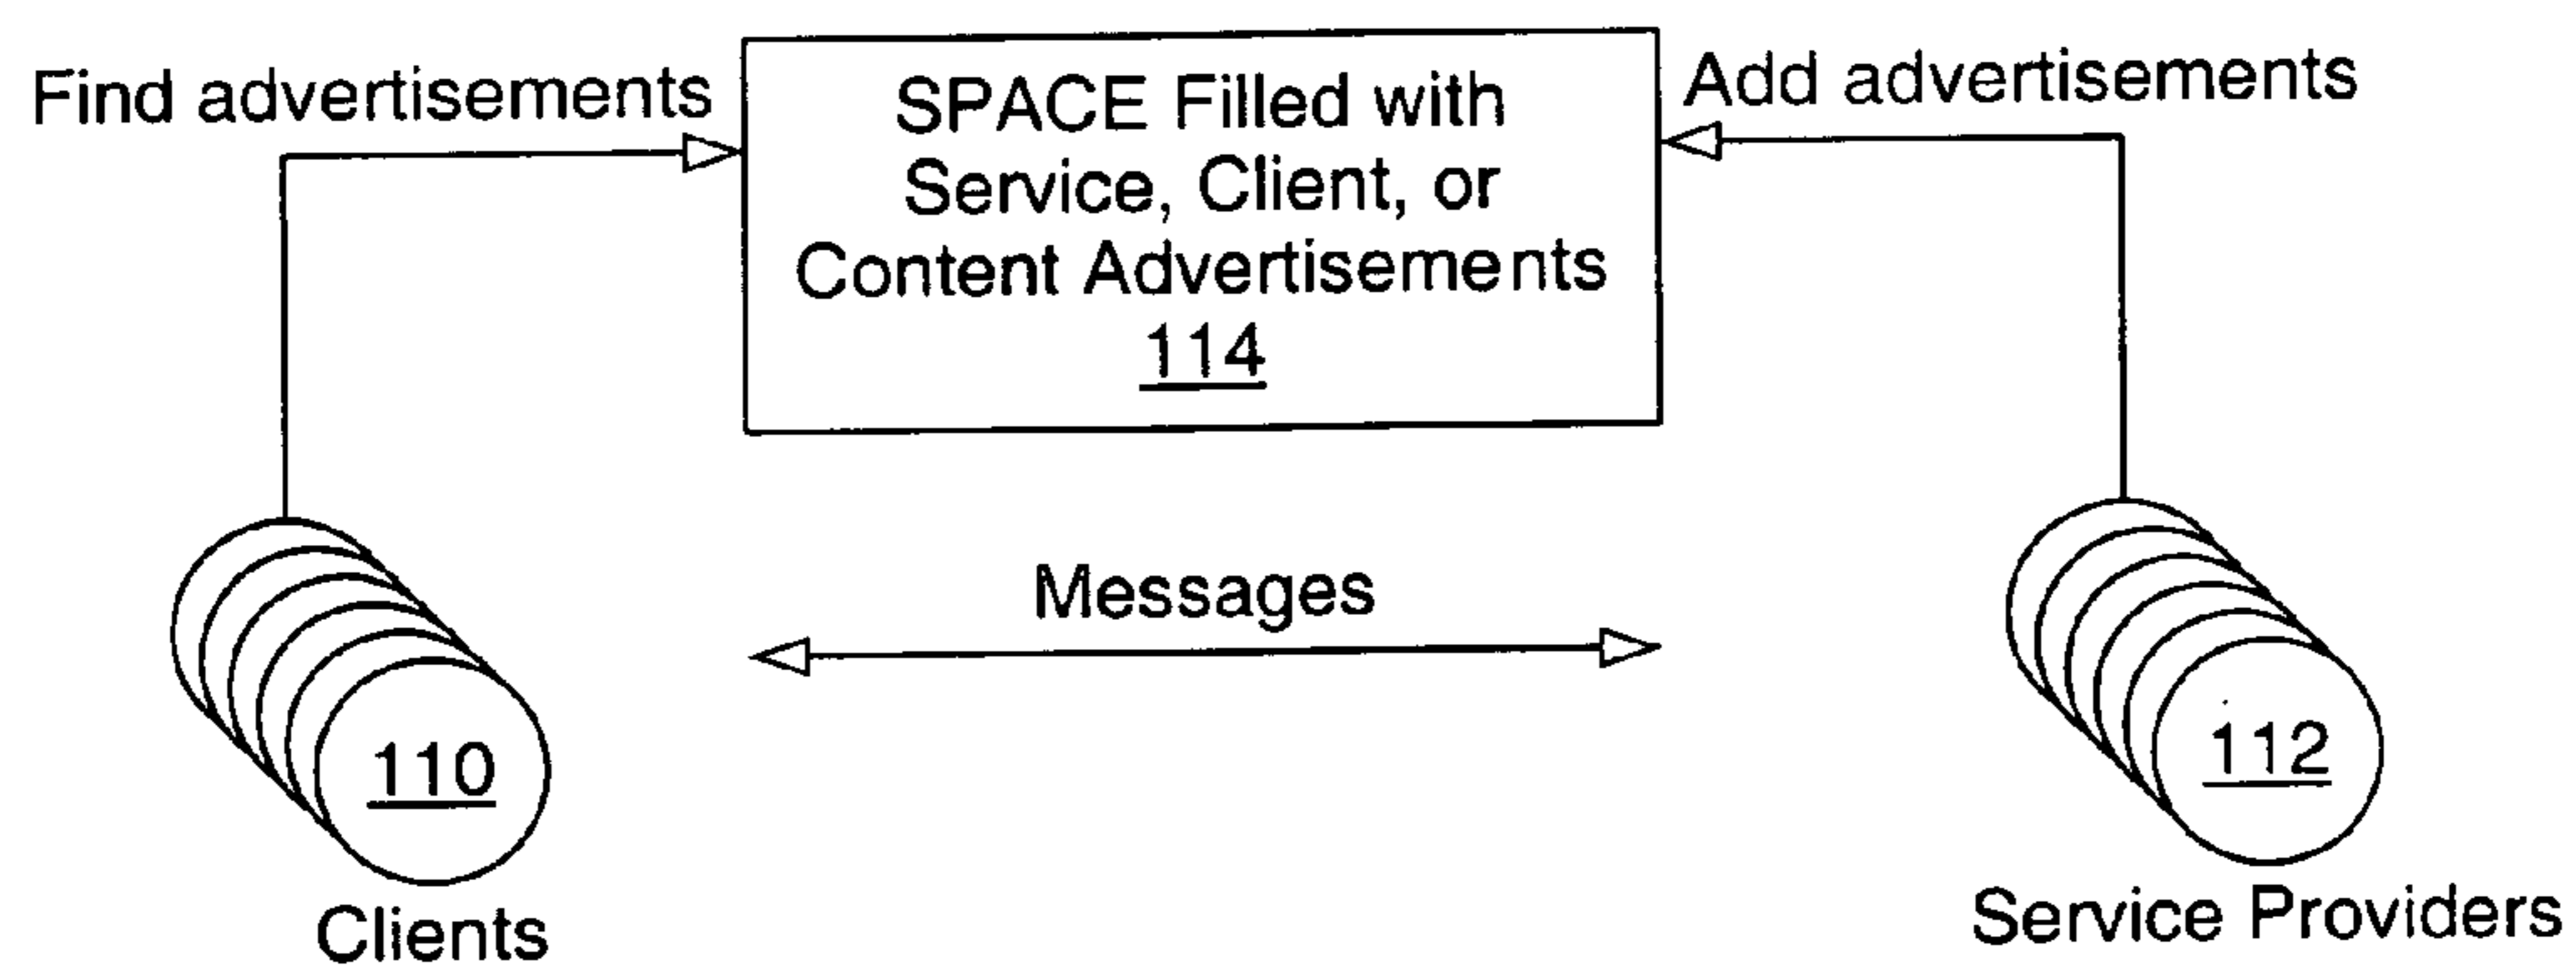 Find advertisements
SPACE Filled with
Service, Client, or
Content Advertisements
114
Add advertisements
Messages
110
Clients
112
Service Providers